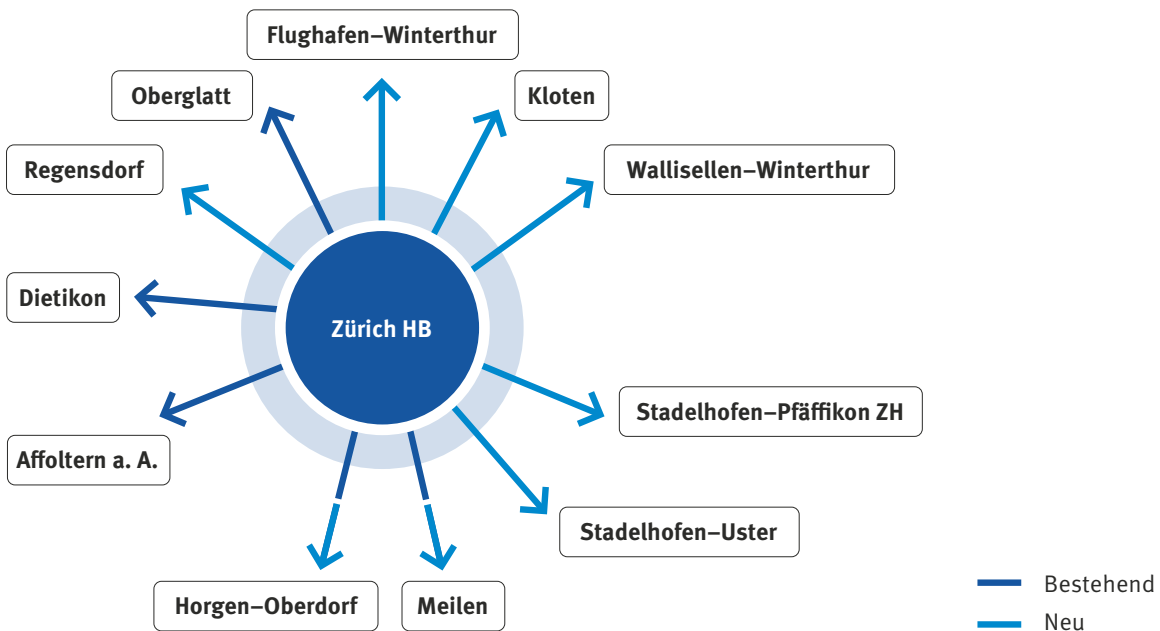 Flughafen–Winterthur
Oberglatt
Kloten
Regensdorf
Wallisellen–Winterthur
Dietikon
Zürich HB
Stadelhofen–Pfäffikon ZH
Affoltern a. A.
Stadelhofen–Uster
Horgen–Oberdorf
Meilen
Bestehend
Neu